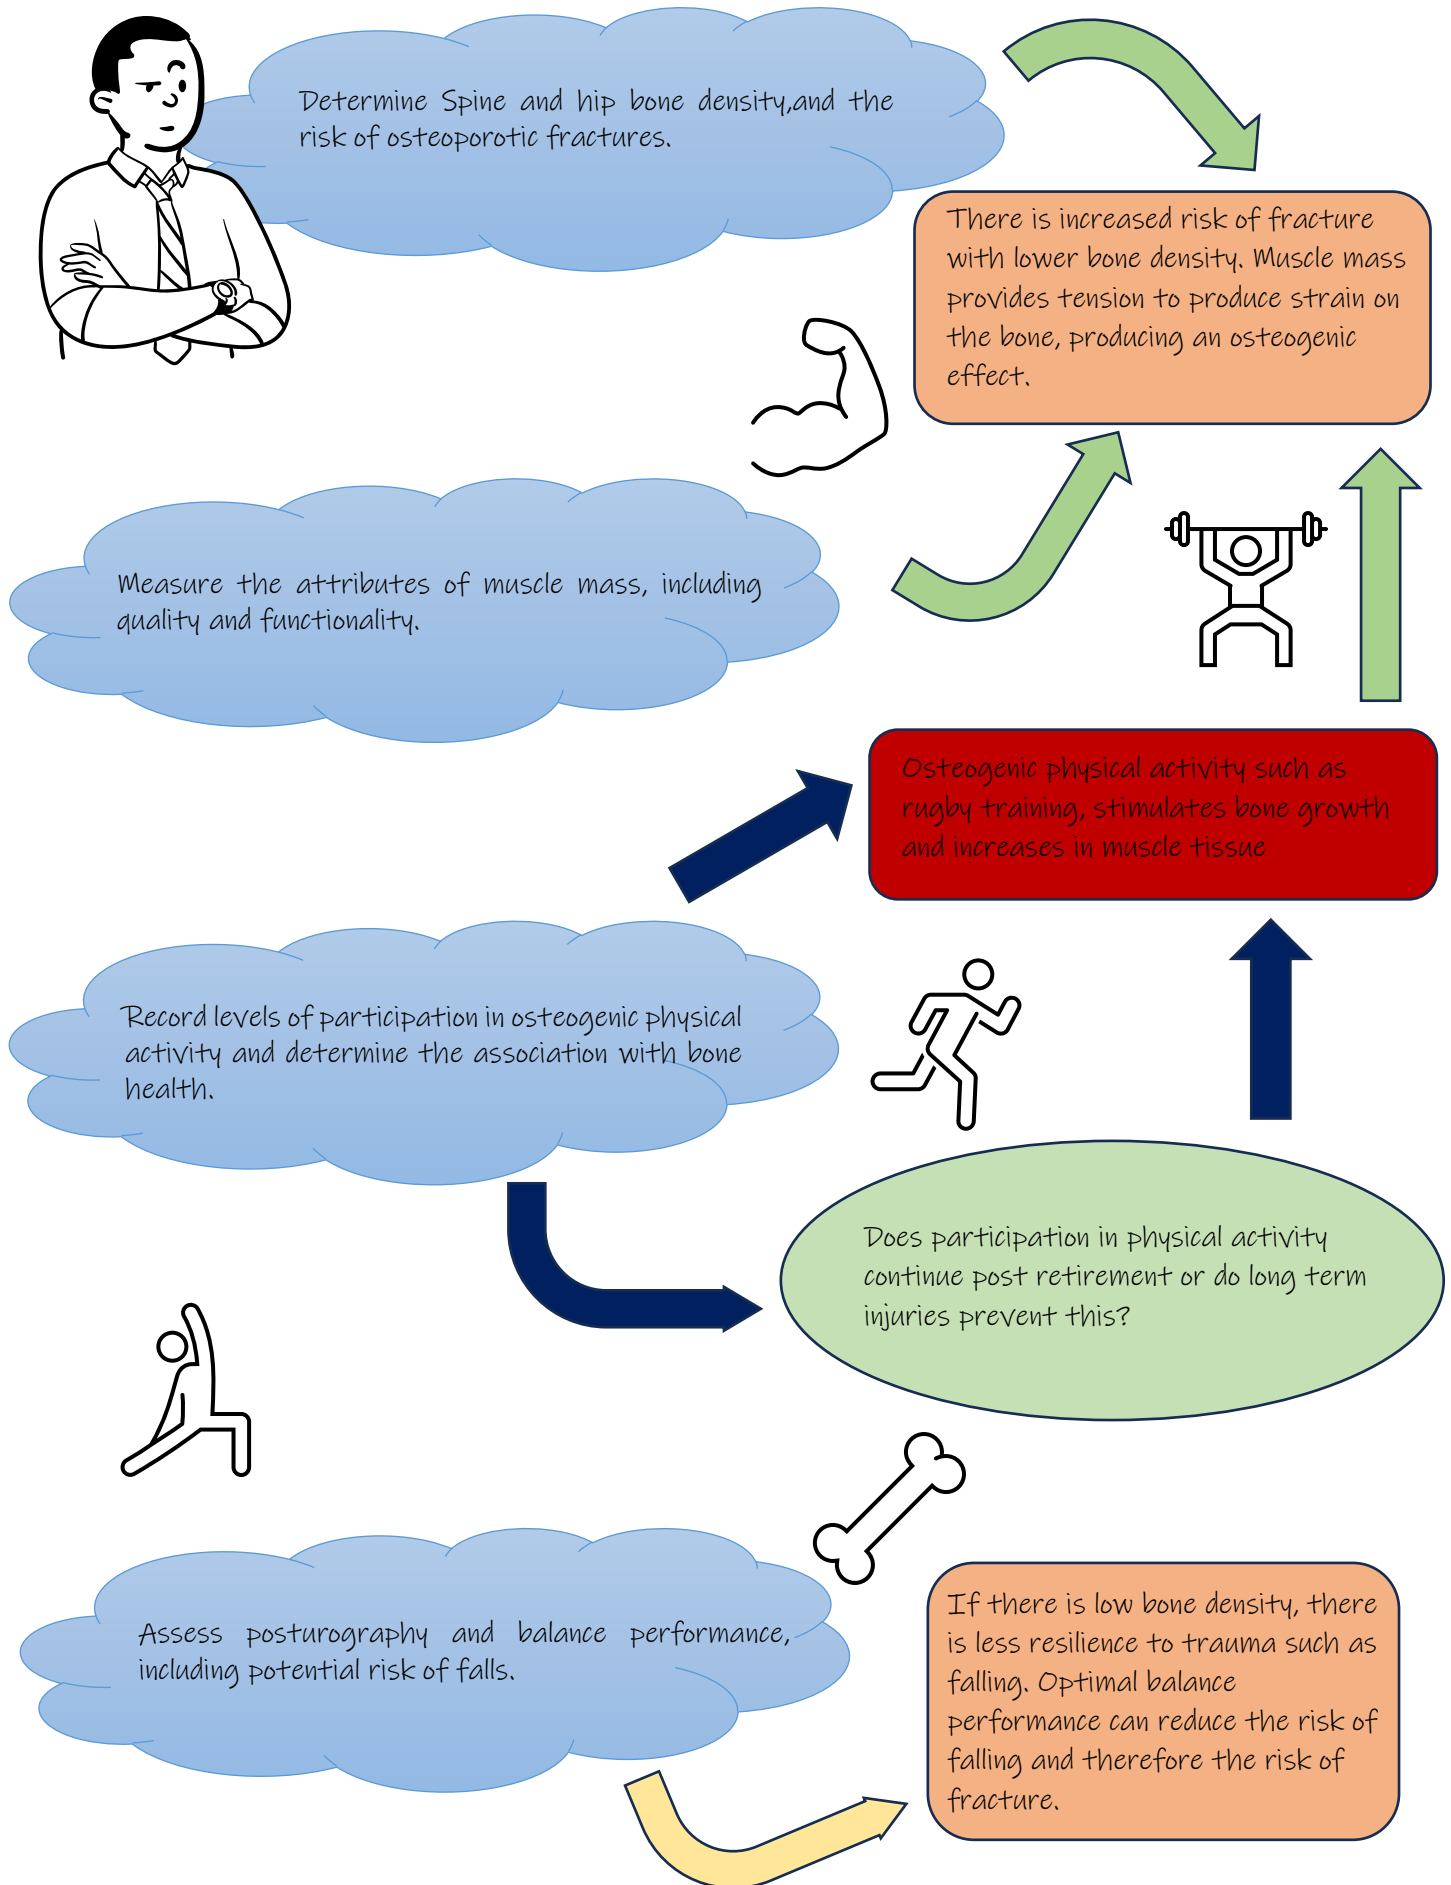 Determine Spine and hip bone density,and the
risk of osteoporotic fractures.
There is increased risk of fracture
with lower bone density. Muscle mass
provides tension to produce strain on
the bone, producing an osteogenic
effect.
Measure the attributes of muscle mass, including
quality and functionality.
Osteogenic physical activity such as
rugby training, stimulates bone growth
and increases in muscle tissue
Record levels of participation in osteogenic physical
activity and determine the association with bone
health.
Does participation in physical activity
continue post retirement or do long term
injuries prevent this?
Assess posturography and balance performance,
including potential risk of falls.
If there is low bone density, there
is less resilience to trauma such as
falling. Optimal balance
performance can reduce the risk of
falling and therefore the risk of
fracture.